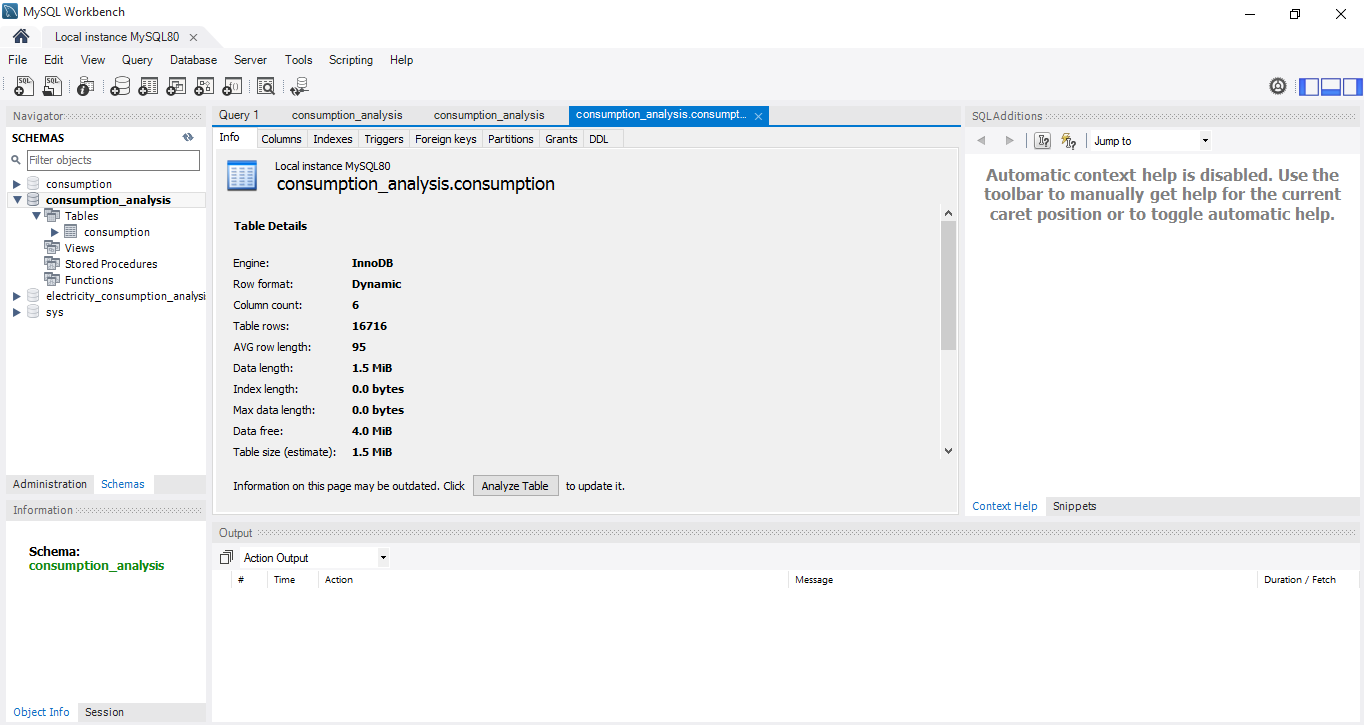 MySQL Workbench
Local instance MySQL80
File Edit View Query Database Server Tools Scripting Help
Navigator
SCHEMAS
Filter objects
consumption
consumption_analysis
Tables
consumption
Views
Stored Procedures
Functions
electricity_consumption_analysi
sys
Administration Schemas
Information
Schema:
consumption_analysis
Object Info Session
Query 1 consumption_analysis consumption_analysis consumption_analysis.consumpt...
Info Columns Indexes Triggers Foreign keys Partitions Grants DDL
Local instance MySQL80
consumption_analysis.consumption
Table Details
Engine: InnoDB
Row format: Dynamic
Column count: 6
Table rows: 16716
AVG row length: 95
Data length: 1.5 MiB
Index length: 0.0 bytes
Max data length: 0.0 bytes
Data free: 4.0 MiB
Table size (estimate): 1.5 MiB
Information on this page may be outdated. Click Analyze Table to update it.
SQLAdditions
Jump to
Automatic context help is disabled. Use the
toolbar to manually get help for the current
caret position or to toggle automatic help.
Context Help Snippets
Output
Action Output
# Time Action Message Duration / Fetch